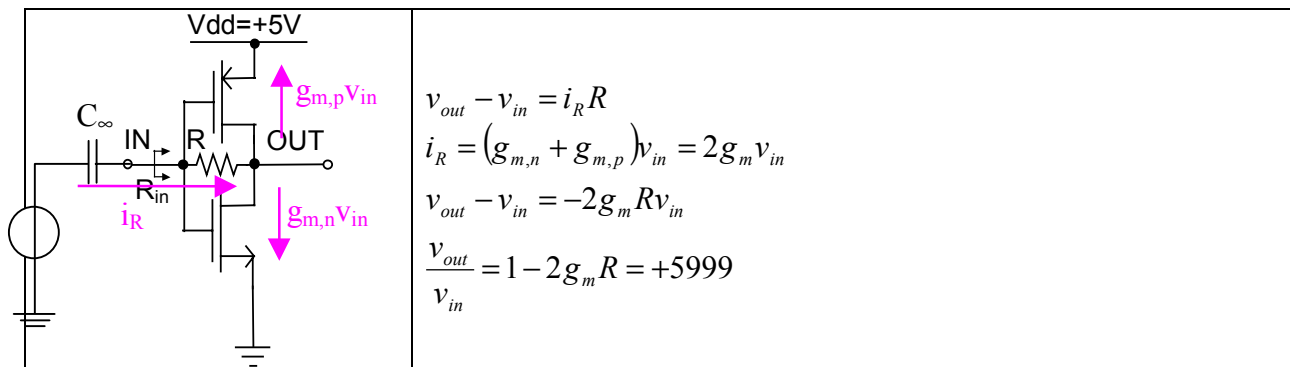 Vdd=+5V
g_{m,p}v_{in}
C_∞
IN R OUT
R_{in}
i_R
g_{m,n}v_{in}
v_{out} - v_{in} = i_R R
i_R = (g_{m,n} + g_{m,p})v_{in} = 2g_m v_{in}
v_{out} - v_{in} = -2g_m R v_{in}
\frac{v_{out}}{v_{in}} = 1 - 2g_m R = +5999